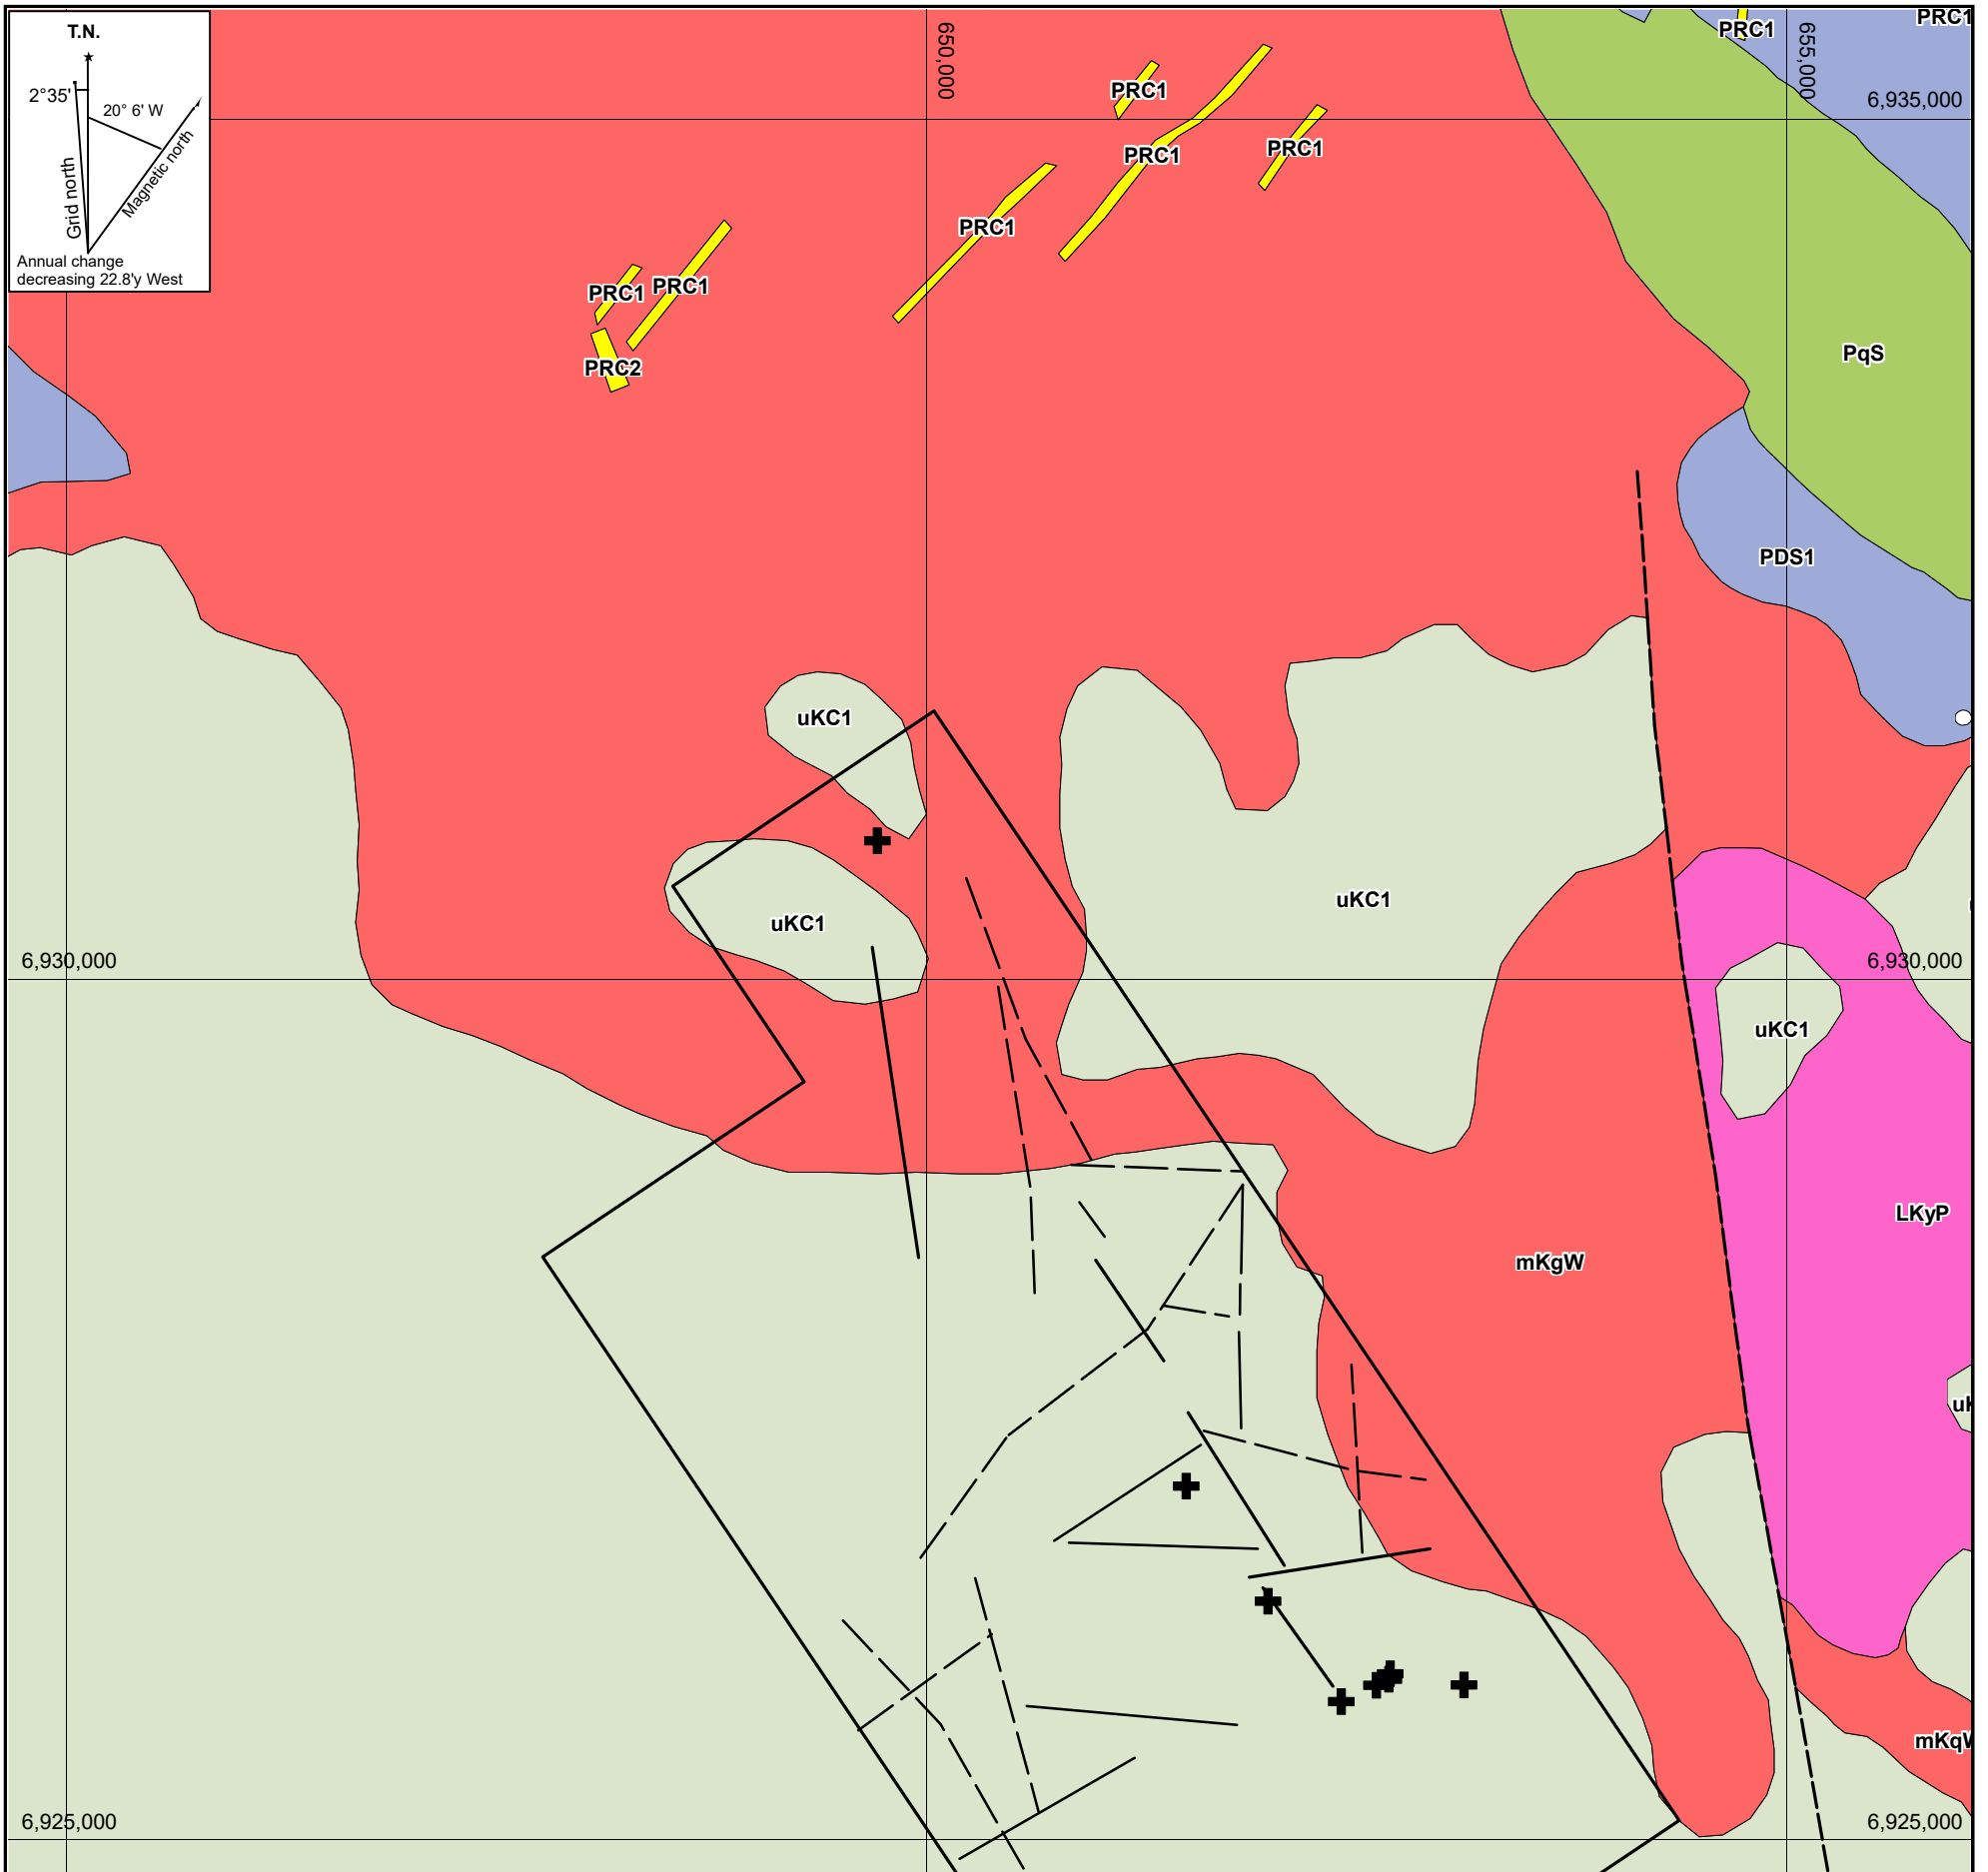 T.N.
2°35'
20° 6' W
Grid north
Magnetic north
Annual change
decreasing 22.8'y West
650,000
655,000
PRC1
PRC1
6,935,000
PRC1
PRC1
PRC1
PRC1
PRC1
PRC1
PRC2
PqS
PDS1
uKC1
uKC1
uKC1
6,930,000
6,930,000
uKC1
LKyP
mKgW
uK
mKqW
6,925,000
6,925,000